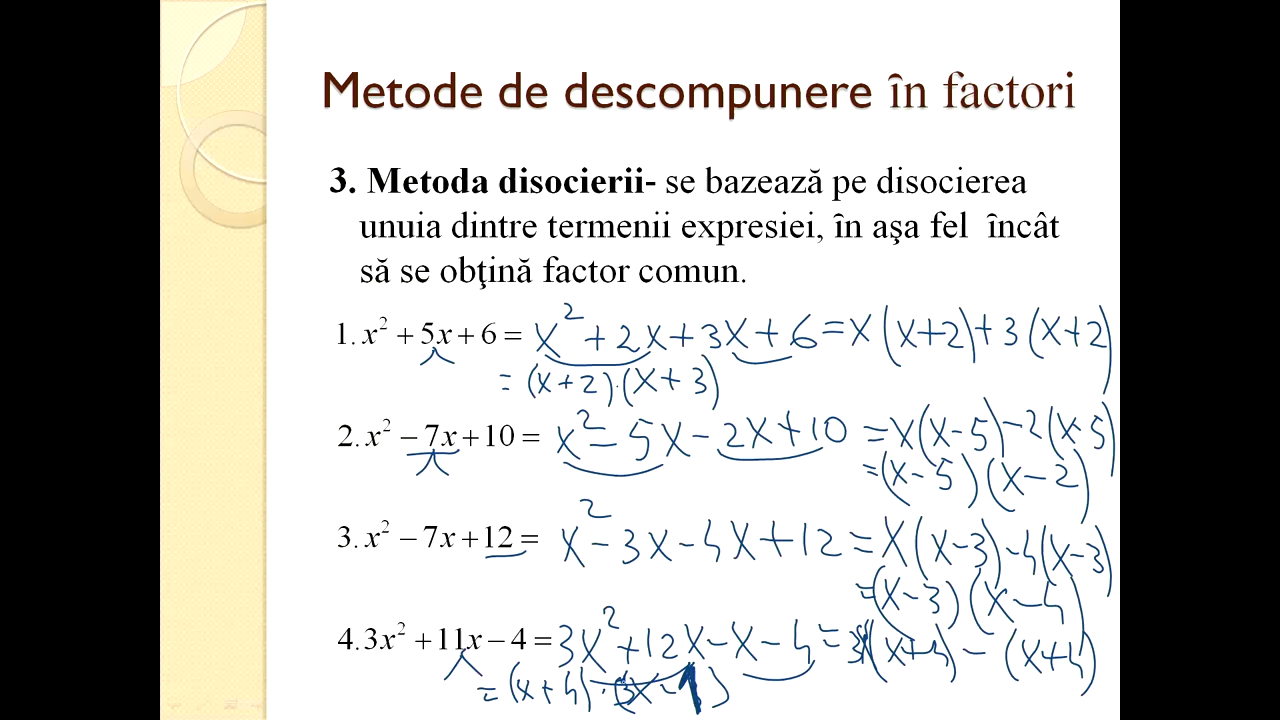 Metode de descompunere în factori
3. Metoda disocierii- se bazează pe disocierea
unuia dintre termenii expresiei, în aşa fel încât
să se obţină factor comun.
1. x² + 5x + 6 = x² + 2x + 3x + 6 = x(x+2) + 3(x+2)
= (x+2)·(x+3)
2. x² − 7x + 10 = x² − 5x − 2x + 10 = x(x−5) − 2(x−5)
= (x−5)(x−2)
3. x² − 7x + 12 = x² − 3x − 4x + 12 = x(x−3) − 4(x−3)
= (x−3)(x−4)
4. 3x² + 11x − 4 = 3x² + 12x − x − 4 = 3x(x+4) − (x+4)
= (x+4)·(3x−1)